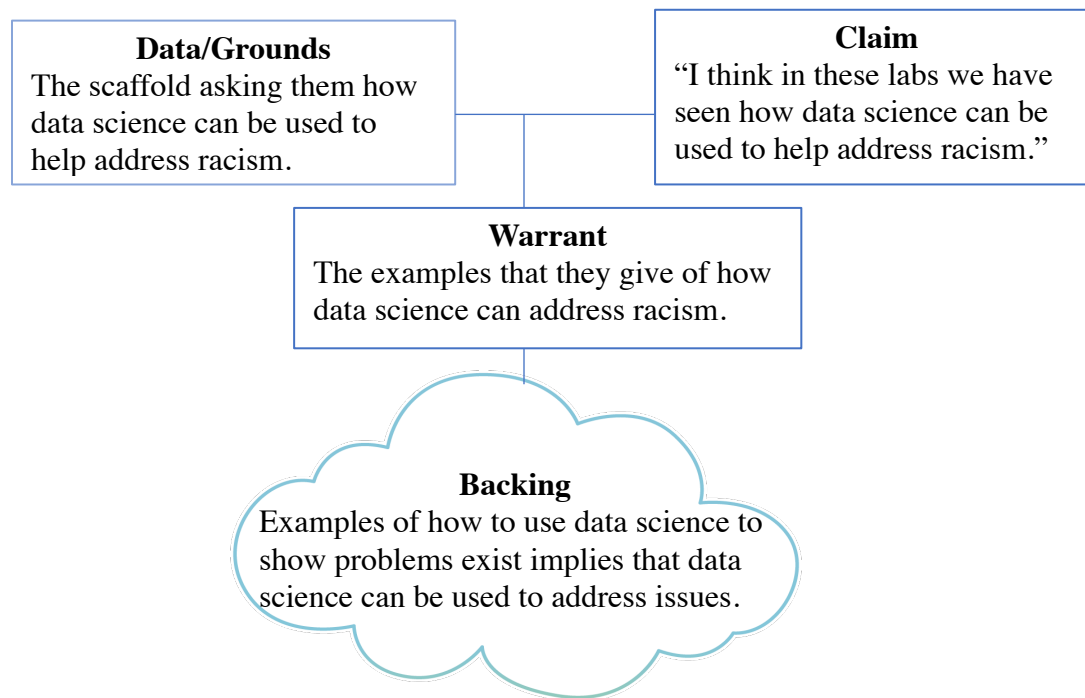 Data/Grounds
The scaffold asking them how
data science can be used to
help address racism.
Claim
“I think in these labs we have
seen how data science can be
used to help address racism.”
Warrant
The examples that they give of how
data science can address racism.
Backing
Examples of how to use data science to
show problems exist implies that data
science can be used to address issues.